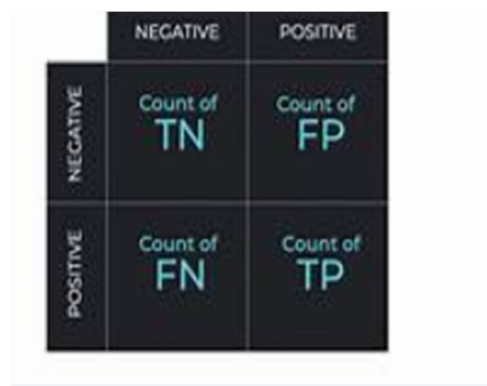 NEGATIVE POSITIVE
NEGATIVE
Count of
TN
Count of
FP
POSITIVE
Count of
FN
Count of
TP